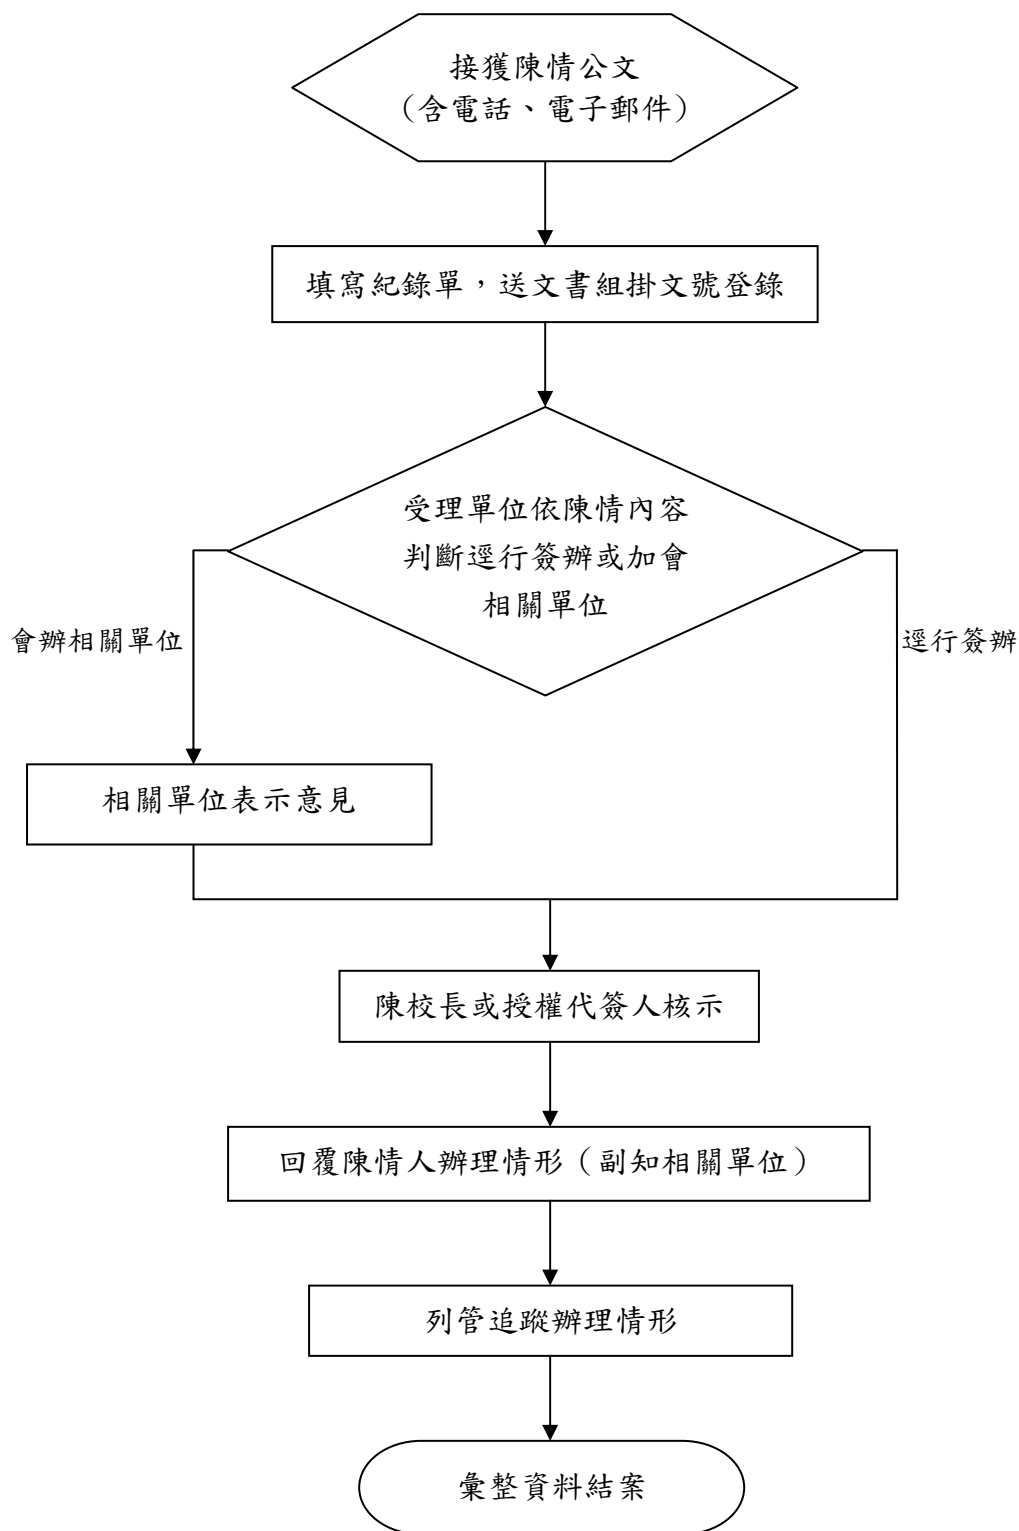 接獲陳情公文
(含電話、電子郵件)
填寫紀錄單，送文書組掛文號登錄
受理單位依陳情內容
判斷逕行簽辦或加會
相關單位
會辦相關單位
逕行簽辦
相關單位表示意見
陳校長或授權代簽人核示
回覆陳情人辦理情形（副知相關單位）
列管追蹤辦理情形
彙整資料結案